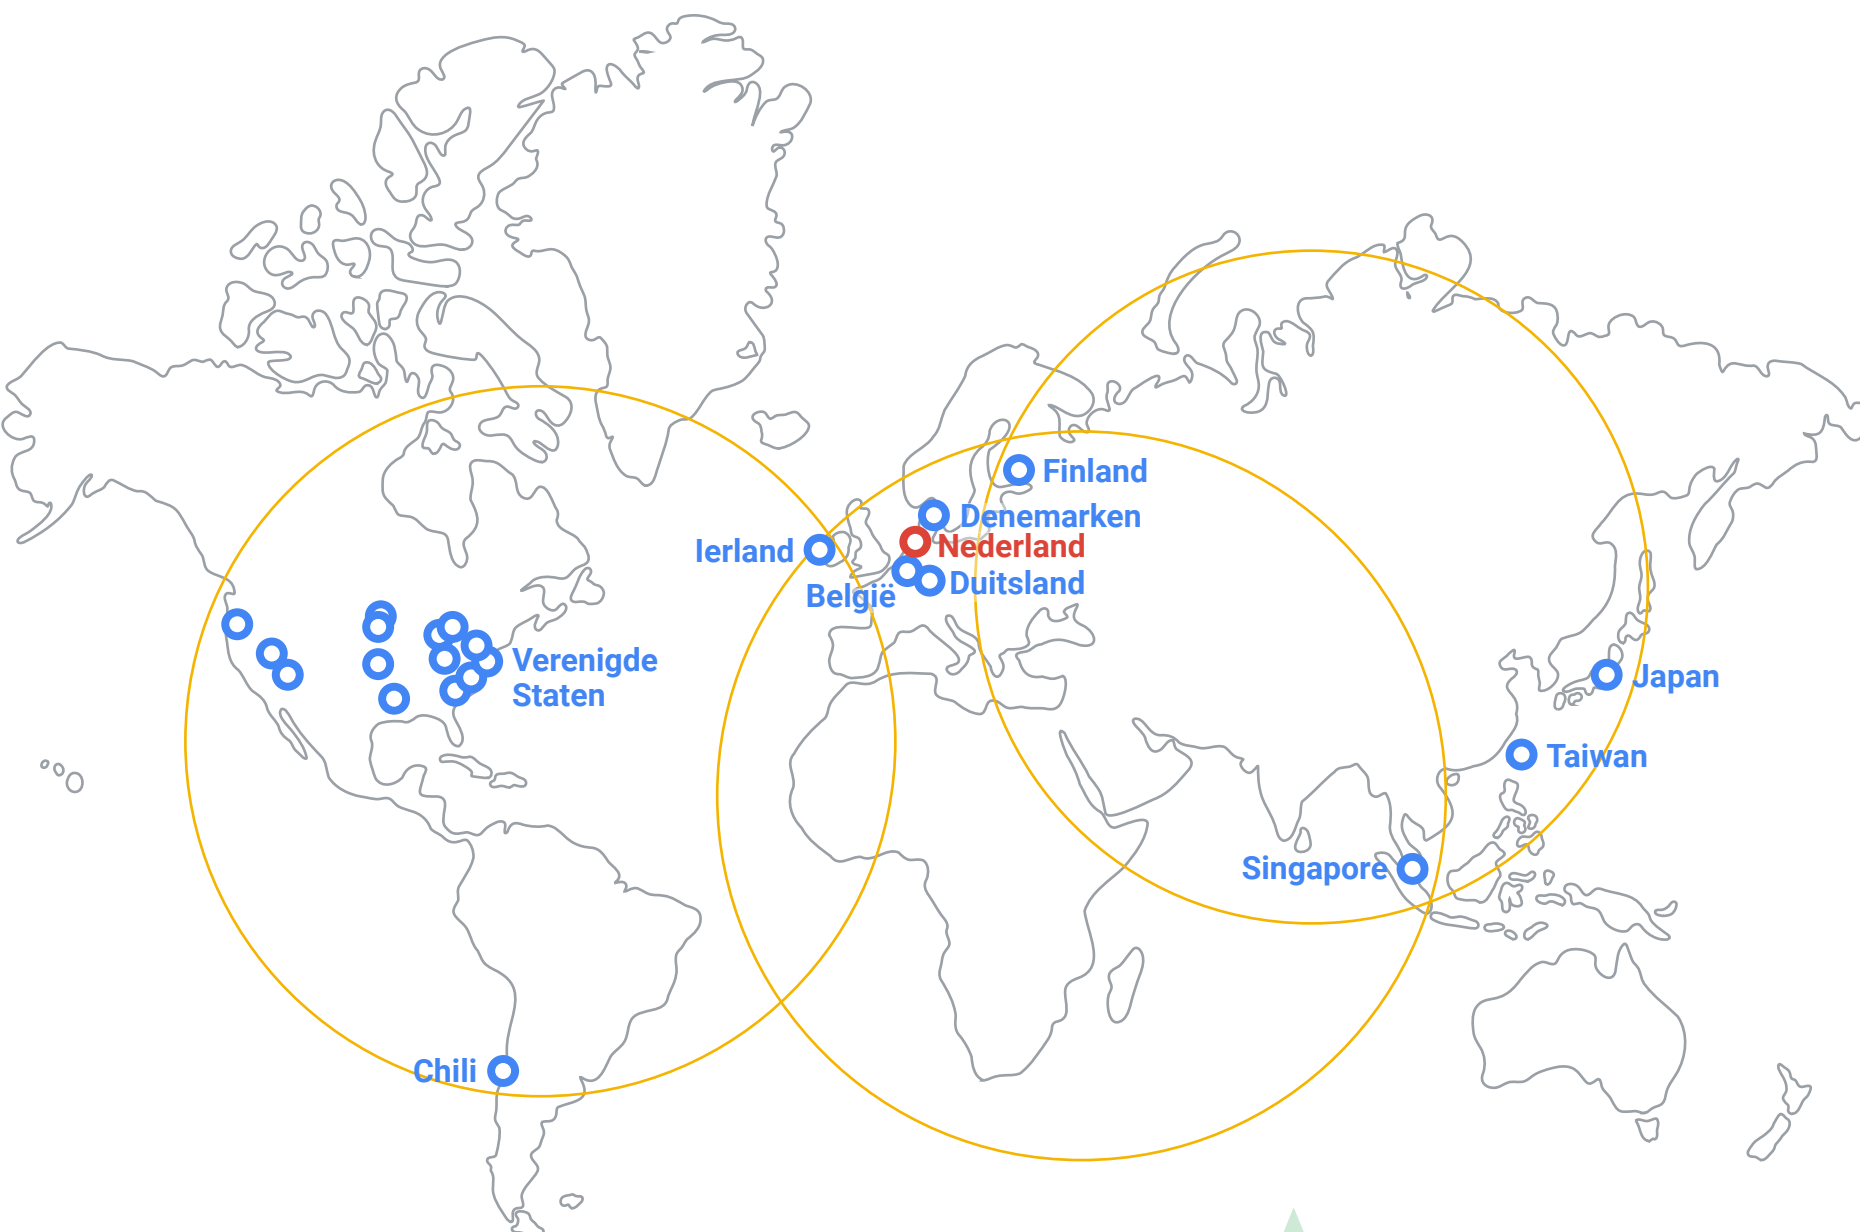 Finland
Denemarken
Nederland
Ierland
Duitsland
België
Verenigde
Staten
Japan
Taiwan
Singapore
Chili